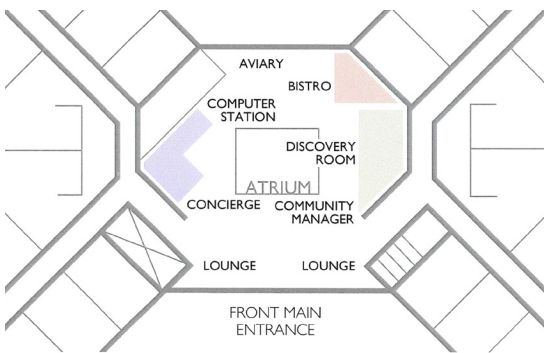 AVIARY
BISTRO
COMPUTER
STATION
DISCOVERY
ROOM
ATRIUM
CONCIERGE
COMMUNITY
MANAGER
LOUNGE
LOUNGE
FRONT MAIN
ENTRANCE